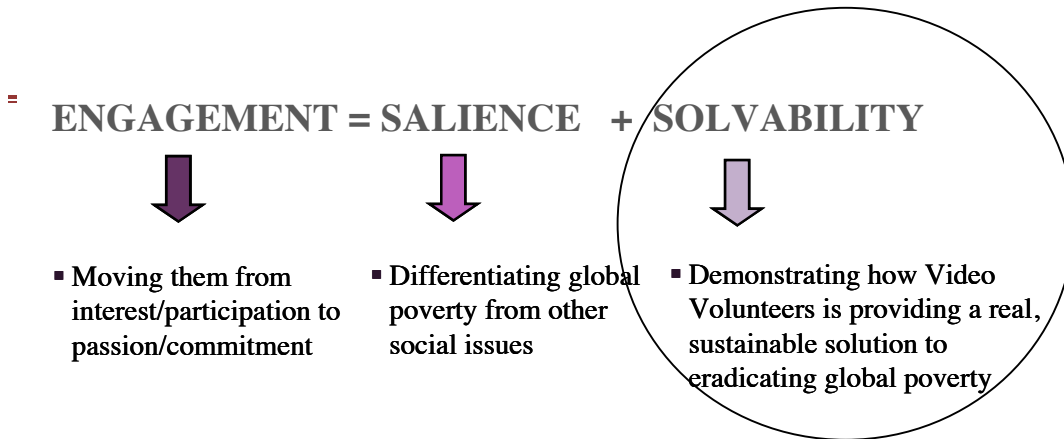 ENGAGEMENT = SALIENCE + SOLVABILITY
▪ Moving them from
interest/participation to
passion/commitment
▪ Differentiating global
poverty from other
social issues
▪ Demonstrating how Video
Volunteers is providing a real,
sustainable solution to
eradicating global poverty